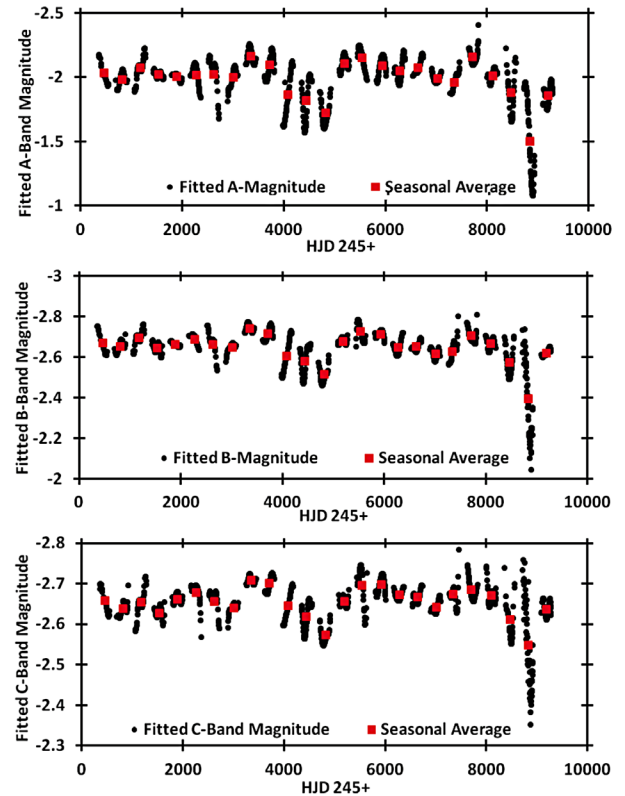 Fitted A-Band Magnitude
-2.5
-2
-1.5
-1
Fitted A-Magnitude
Seasonal Average
0
2000
4000
6000
8000
10000
HJD 245+
Fittted B-Band Magnitude
-3
-2.8
-2.6
-2.4
-2.2
-2
Fitted B-Magnitude
Seasonal Average
0
2000
4000
6000
8000
10000
HJD 245+
Fitted C-Band Magnitude
-2.8
-2.7
-2.6
-2.5
-2.4
-2.3
Fitted C-Band Magnitude
Seasonal Average
0
2000
4000
6000
8000
10000
HJD 245+